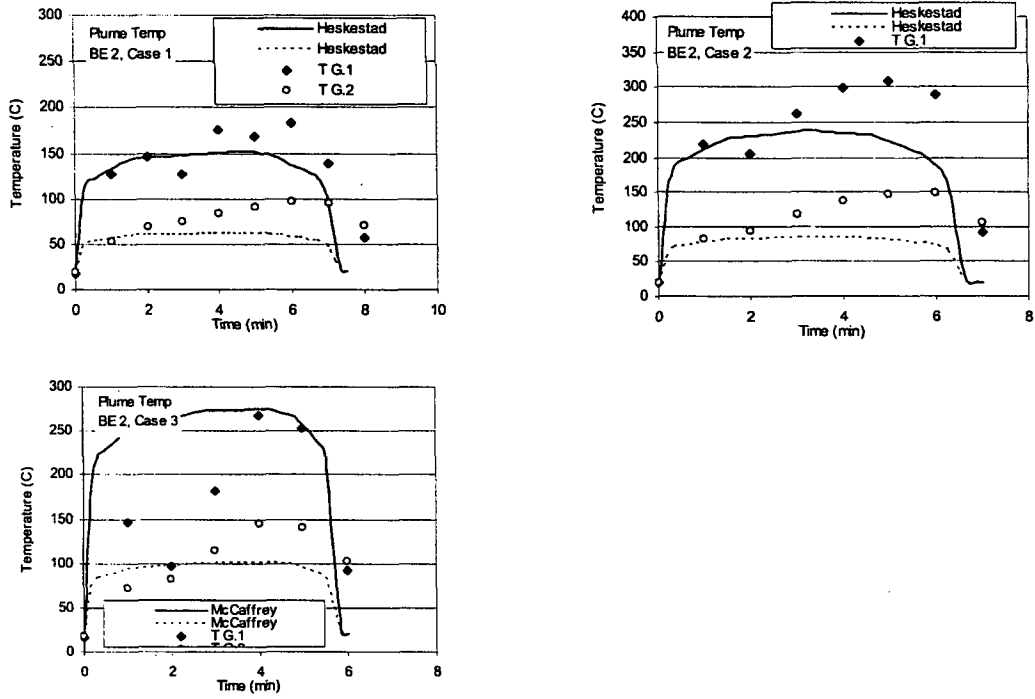 Plume Temp
BE 2, Case 1
Heskestad
Heskestad
T G.1
T G.2
300
250
200
150
100
50
0
Temperature (C)
0 2 4 6 8 10
Time (min)
Plume Temp
BE 2, Case 2
Heskestad
Heskestad
T G.1
400
350
300
250
200
150
100
50
0
Temperature (C)
0 2 4 6 8
Time (min)
Plume Temp
BE 2, Case 3
300
250
200
150
100
50
0
Temperature (C)
McCaffrey
McCaffrey
T G.1
0 2 4 6 8
Time (min)